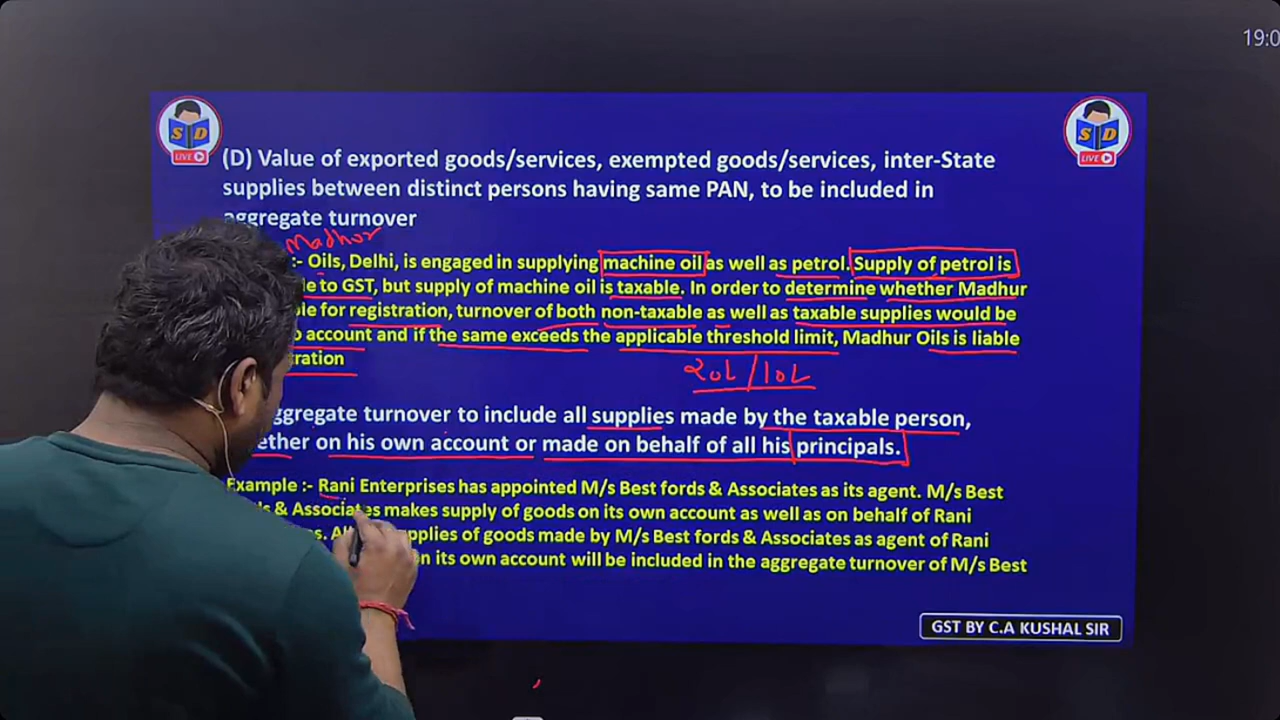 19:0
S D
LIVE
S D
LIVE
(D) Value of exported goods/services, exempted goods/services, inter-State
supplies between distinct persons having same PAN, to be included in
aggregate turnover
Madhur
:- Oils, Delhi, is engaged in supplying machine oil as well as petrol. Supply of petrol is
to GST, but supply of machine oil is taxable. In order to determine whether Madhur
for registration, turnover of both non-taxable as well as taxable supplies would be
account and if the same exceeds the applicable threshold limit, Madhur Oils is liable
20L / 10L
aggregate turnover to include all supplies made by the taxable person,
on his own account or made on behalf of all his principals.
Example :- Rani Enterprises has appointed M/s Best fords & Associates as its agent. M/s Best
& Associates makes supply of goods on its own account as well as on behalf of Rani
of goods made by M/s Best fords & Associates as agent of Rani
its own account will be included in the aggregate turnover of M/s Best
GST BY C.A KUSHAL SIR